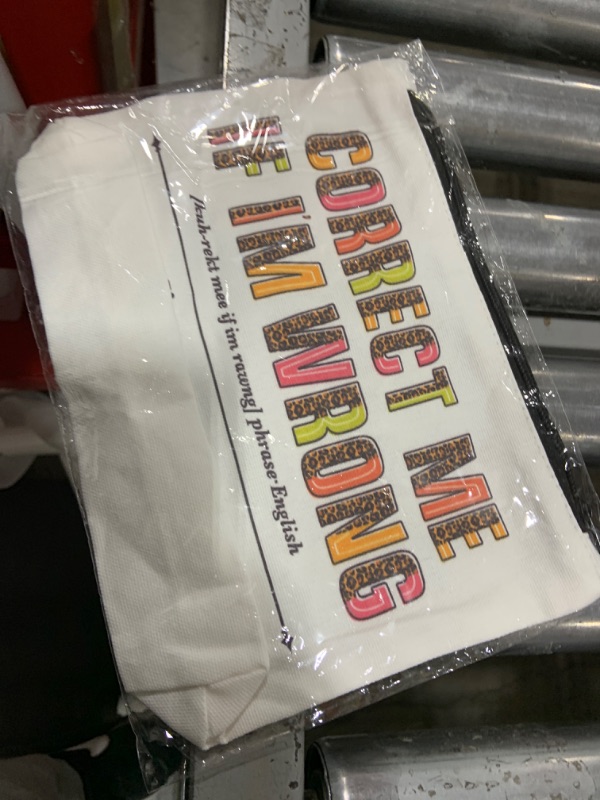 CORRECT ME
IF I'M WRONG
/kuh-rekt mee if im rawng/ phrase·English